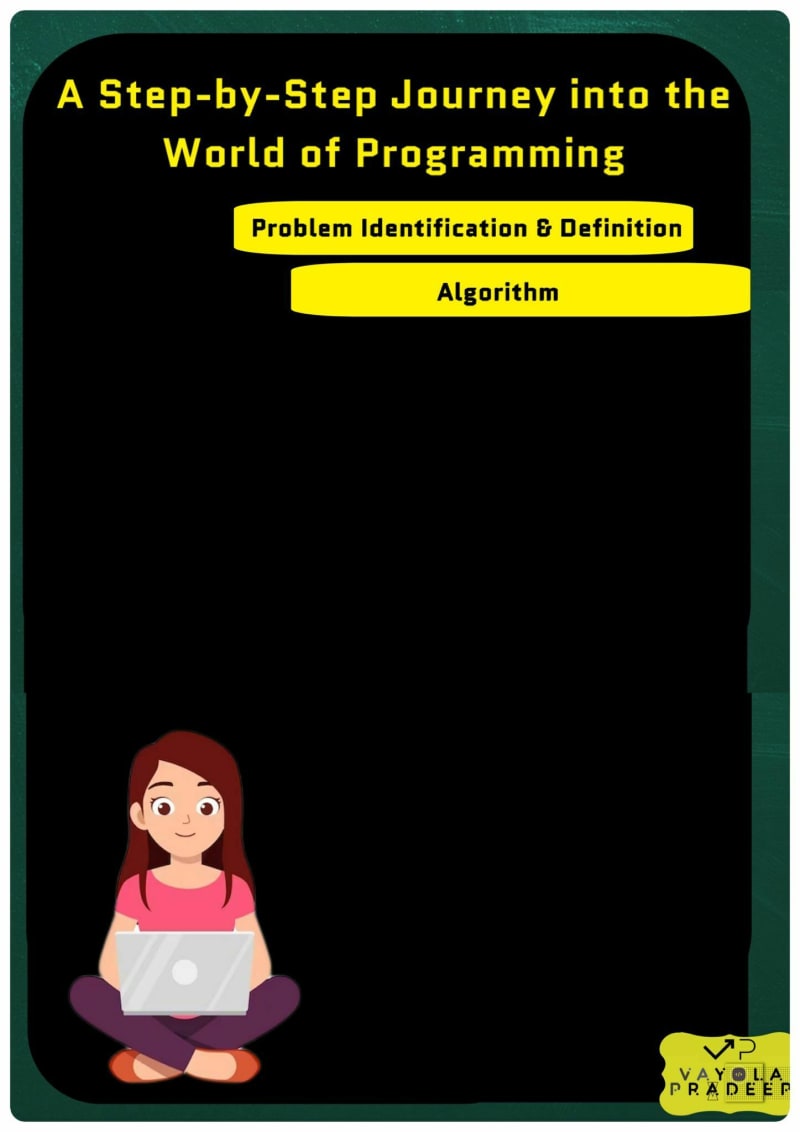 A Step-by-Step Journey into the
World of Programming
Problem Identification & Definition
Algorithm
VP
VAYOLA
PRADEEP